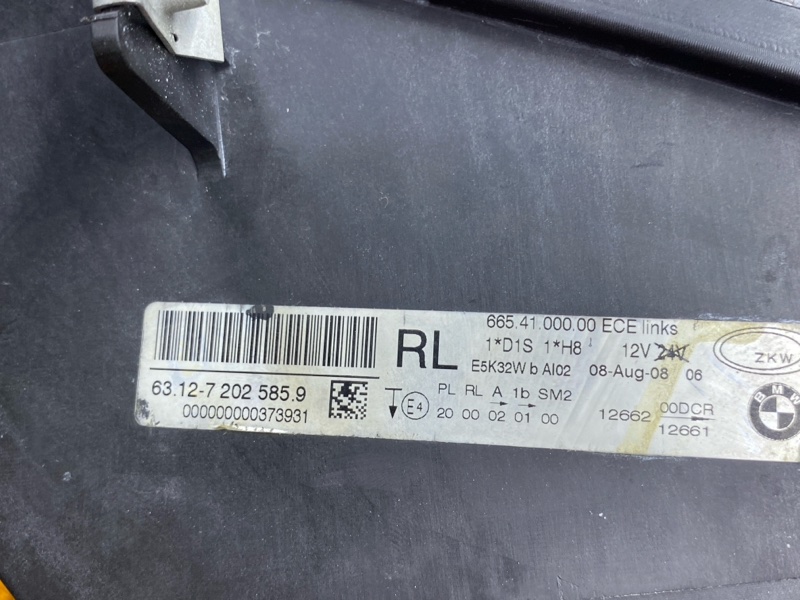 63.12-7 202 585.9
000000000373931
RL
665.41.000.00 ECE links
1*D1S 1*H8 12V 24V
E5K32W b AI02 08-Aug-08 06
PL RL A 1b SM2
E4 20 00 02 01 00
12662 00DCR
12661
ZKW
BMW